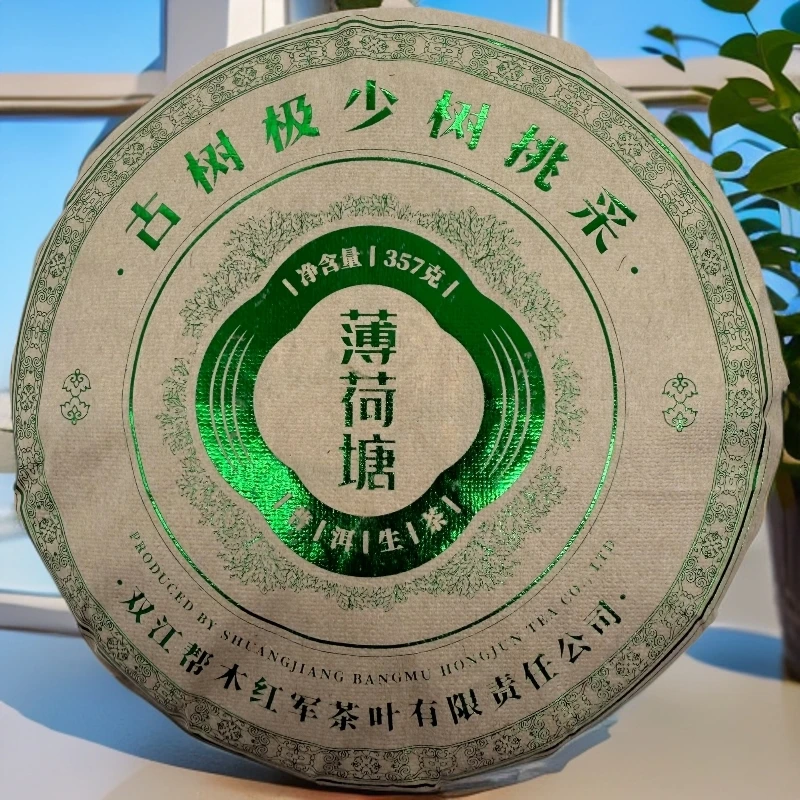 古树极少树挑采
净含量 | 357克
薄荷塘
普 | 洱 | 生 | 茶
PRODUCED BY SHUANGJIANG BANGMU HONGJUN TEA CO., LTD
双江帮木红军茶叶有限责任公司